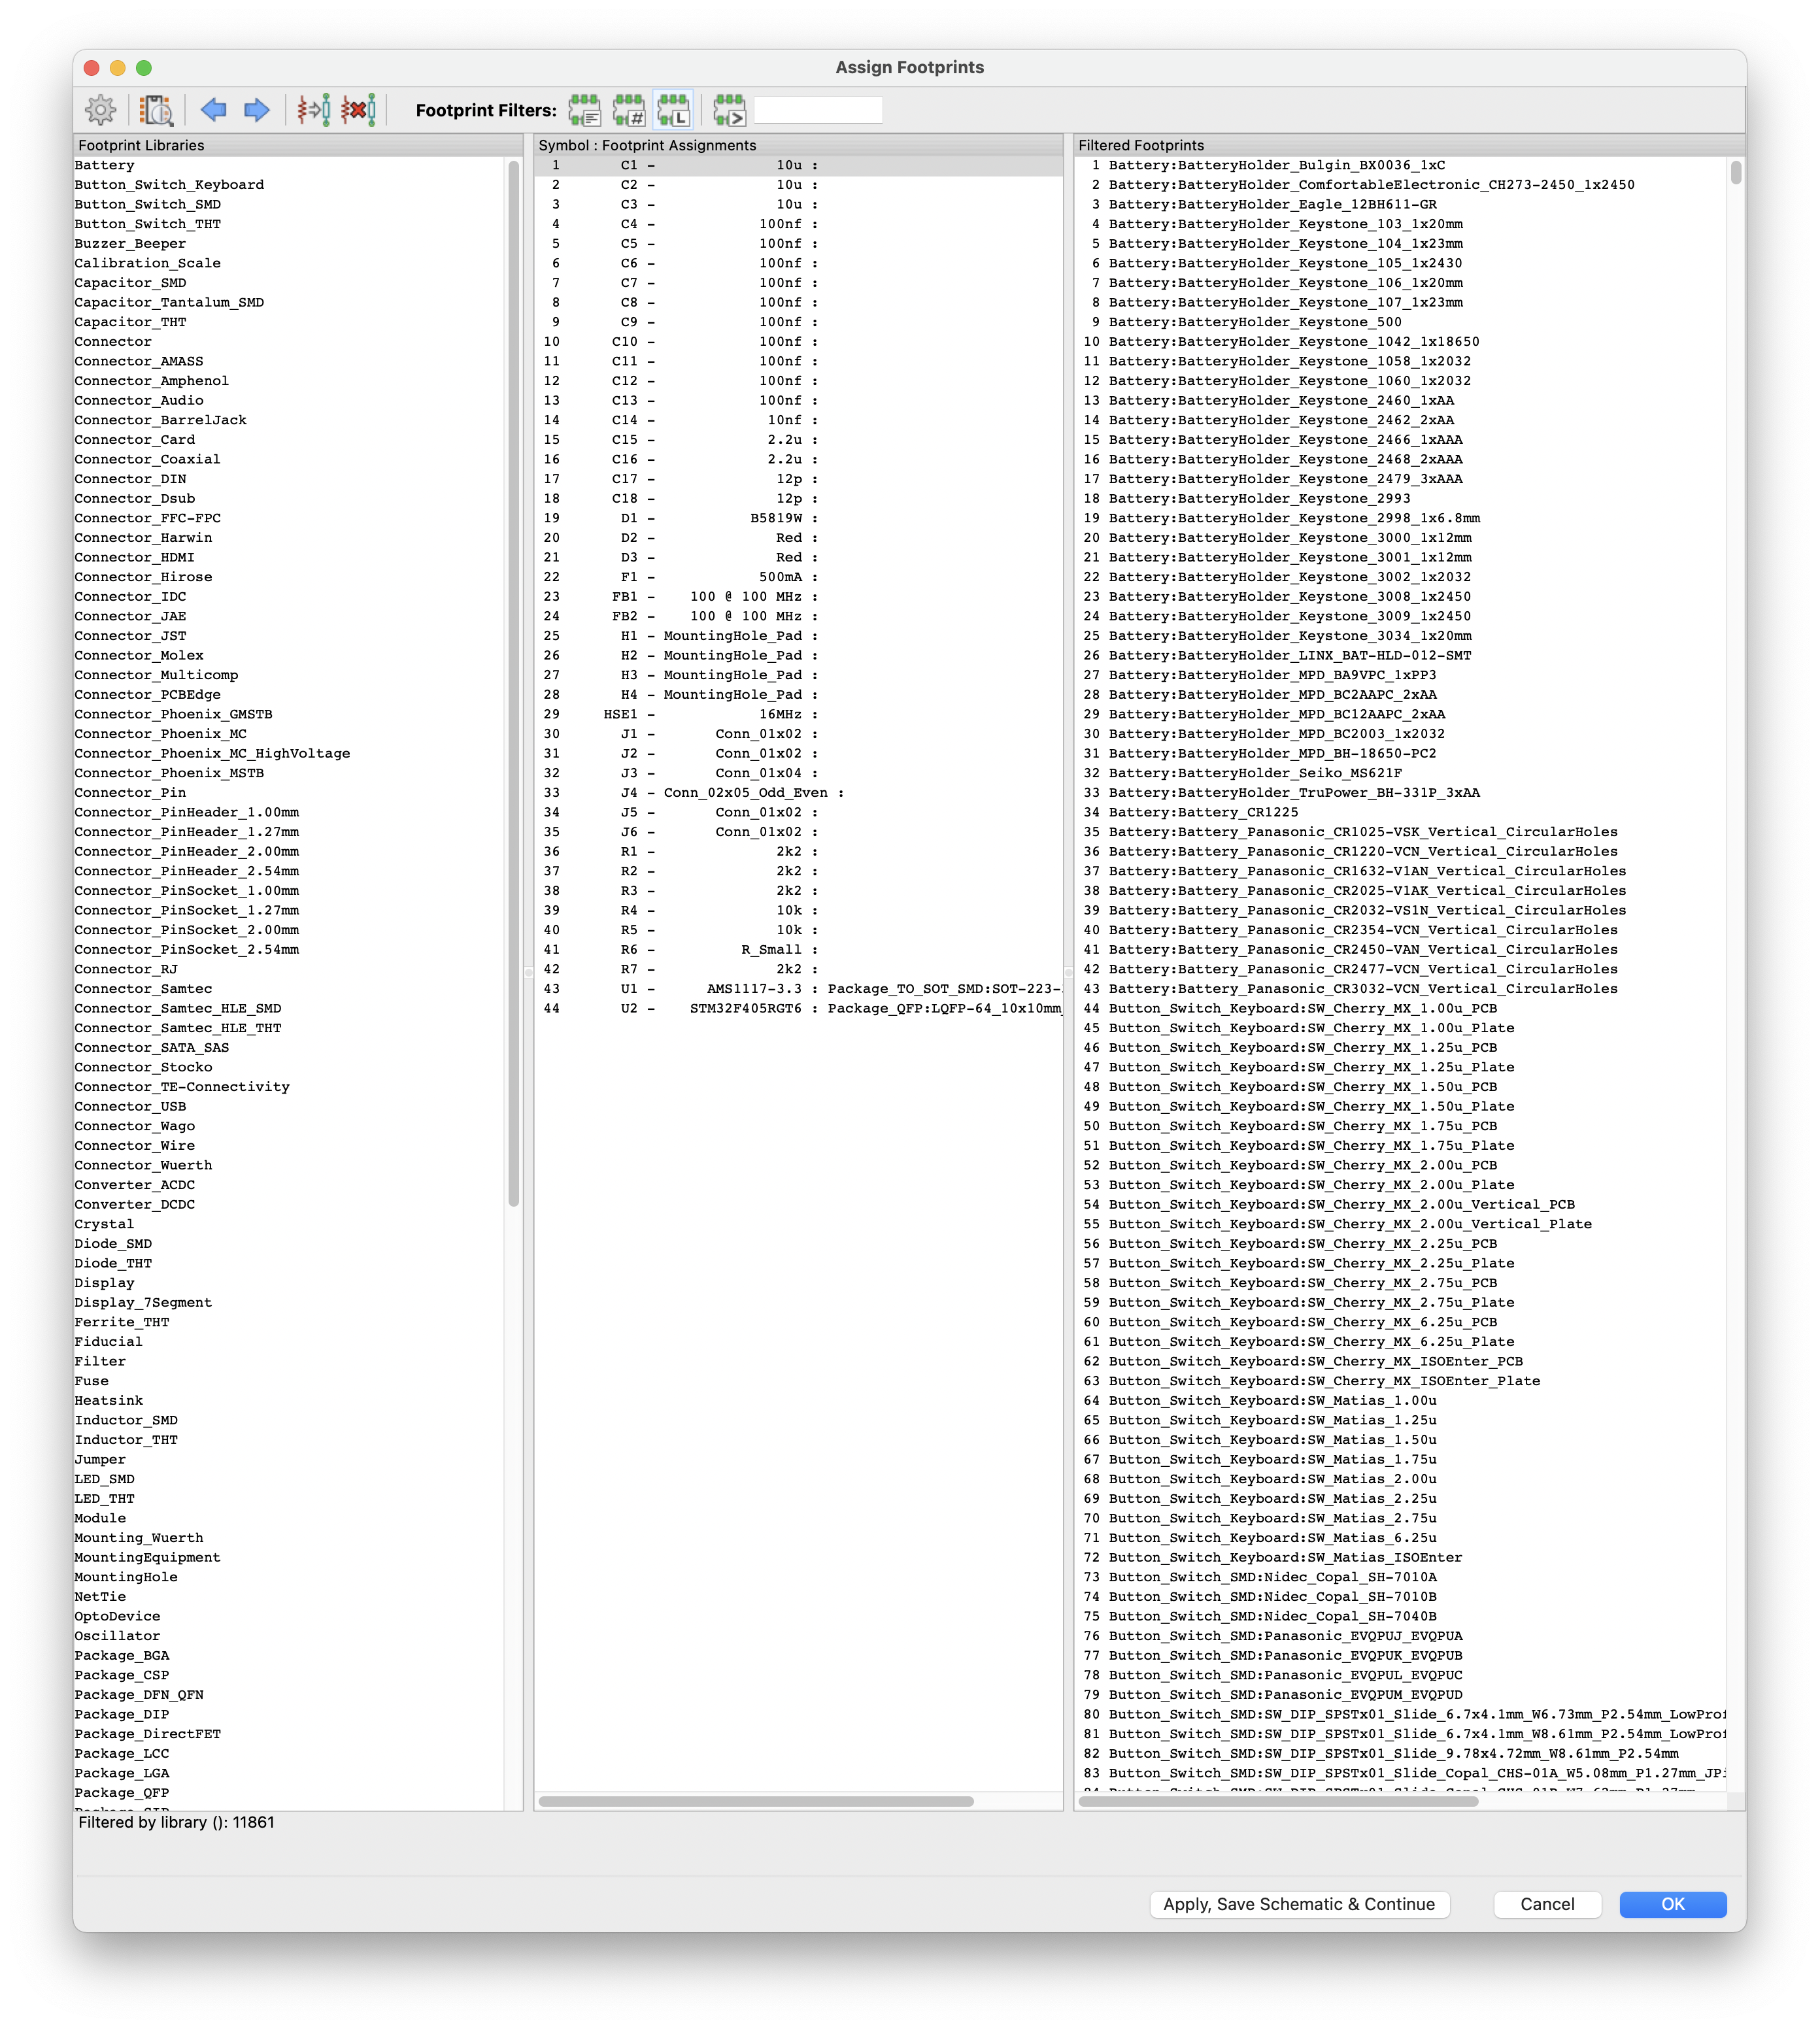 Assign Footprints
Footprint Filters:
Footprint Libraries
Battery
Button_Switch_Keyboard
Button_Switch_SMD
Button_Switch_THT
Buzzer_Beeper
Calibration_Scale
Capacitor_SMD
Capacitor_Tantalum_SMD
Capacitor_THT
Connector
Connector_AMASS
Connector_Amphenol
Connector_Audio
Connector_BarrelJack
Connector_Card
Connector_Coaxial
Connector_DIN
Connector_Dsub
Connector_FFC-FPC
Connector_Harwin
Connector_HDMI
Connector_Hirose
Connector_IDC
Connector_JAE
Connector_JST
Connector_Molex
Connector_Multicomp
Connector_PCBEdge
Connector_Phoenix_GMSTB
Connector_Phoenix_MC
Connector_Phoenix_MC_HighVoltage
Connector_Phoenix_MSTB
Connector_Pin
Connector_PinHeader_1.00mm
Connector_PinHeader_1.27mm
Connector_PinHeader_2.00mm
Connector_PinHeader_2.54mm
Connector_PinSocket_1.00mm
Connector_PinSocket_1.27mm
Connector_PinSocket_2.00mm
Connector_PinSocket_2.54mm
Connector_RJ
Connector_Samtec
Connector_Samtec_HLE_SMD
Connector_Samtec_HLE_THT
Connector_SATA_SAS
Connector_Stocko
Connector_TE-Connectivity
Connector_USB
Connector_Wago
Connector_Wire
Connector_Wuerth
Converter_ACDC
Converter_DCDC
Crystal
Diode_SMD
Diode_THT
Display
Display_7Segment
Ferrite_THT
Fiducial
Filter
Fuse
Heatsink
Inductor_SMD
Inductor_THT
Jumper
LED_SMD
LED_THT
Module
Mounting_Wuerth
MountingEquipment
MountingHole
NetTie
OptoDevice
Oscillator
Package_BGA
Package_CSP
Package_DFN_QFN
Package_DIP
Package_DirectFET
Package_LCC
Package_LGA
Package_QFP
Symbol : Footprint Assignments
1 C1 - 10u :
2 C2 - 10u :
3 C3 - 10u :
4 C4 - 100nf :
5 C5 - 100nf :
6 C6 - 100nf :
7 C7 - 100nf :
8 C8 - 100nf :
9 C9 - 100nf :
10 C10 - 100nf :
11 C11 - 100nf :
12 C12 - 100nf :
13 C13 - 100nf :
14 C14 - 10nf :
15 C15 - 2.2u :
16 C16 - 2.2u :
17 C17 - 12p :
18 C18 - 12p :
19 D1 - B5819W :
20 D2 - Red :
21 D3 - Red :
22 F1 - 500mA :
23 FB1 - 100 @ 100 MHz :
24 FB2 - 100 @ 100 MHz :
25 H1 - MountingHole_Pad :
26 H2 - MountingHole_Pad :
27 H3 - MountingHole_Pad :
28 H4 - MountingHole_Pad :
29 HSE1 - 16MHz :
30 J1 - Conn_01x02 :
31 J2 - Conn_01x02 :
32 J3 - Conn_01x04 :
33 J4 - Conn_02x05_Odd_Even :
34 J5 - Conn_01x02 :
35 J6 - Conn_01x02 :
36 R1 - 2k2 :
37 R2 - 2k2 :
38 R3 - 2k2 :
39 R4 - 10k :
40 R5 - 10k :
41 R6 - R_Small :
42 R7 - 2k2 :
43 U1 - AMS1117-3.3 : Package_TO_SOT_SMD:SOT-223-
44 U2 - STM32F405RGT6 : Package_QFP:LQFP-64_10x10mm_
Filtered Footprints
1 Battery:BatteryHolder_Bulgin_BX0036_1xC
2 Battery:BatteryHolder_ComfortableElectronic_CH273-2450_1x2450
3 Battery:BatteryHolder_Eagle_12BH611-GR
4 Battery:BatteryHolder_Keystone_103_1x20mm
5 Battery:BatteryHolder_Keystone_104_1x23mm
6 Battery:BatteryHolder_Keystone_105_1x2430
7 Battery:BatteryHolder_Keystone_106_1x20mm
8 Battery:BatteryHolder_Keystone_107_1x23mm
9 Battery:BatteryHolder_Keystone_500
10 Battery:BatteryHolder_Keystone_1042_1x18650
11 Battery:BatteryHolder_Keystone_1058_1x2032
12 Battery:BatteryHolder_Keystone_1060_1x2032
13 Battery:BatteryHolder_Keystone_2460_1xAA
14 Battery:BatteryHolder_Keystone_2462_2xAA
15 Battery:BatteryHolder_Keystone_2466_1xAAA
16 Battery:BatteryHolder_Keystone_2468_2xAAA
17 Battery:BatteryHolder_Keystone_2479_3xAAA
18 Battery:BatteryHolder_Keystone_2993
19 Battery:BatteryHolder_Keystone_2998_1x6.8mm
20 Battery:BatteryHolder_Keystone_3000_1x12mm
21 Battery:BatteryHolder_Keystone_3001_1x12mm
22 Battery:BatteryHolder_Keystone_3002_1x2032
23 Battery:BatteryHolder_Keystone_3008_1x2450
24 Battery:BatteryHolder_Keystone_3009_1x2450
25 Battery:BatteryHolder_Keystone_3034_1x20mm
26 Battery:BatteryHolder_LINX_BAT-HLD-012-SMT
27 Battery:BatteryHolder_MPD_BA9VPC_1xPP3
28 Battery:BatteryHolder_MPD_BC2AAPC_2xAA
29 Battery:BatteryHolder_MPD_BC12AAPC_2xAA
30 Battery:BatteryHolder_MPD_BC2003_1x2032
31 Battery:BatteryHolder_MPD_BH-18650-PC2
32 Battery:BatteryHolder_Seiko_MS621F
33 Battery:BatteryHolder_TruPower_BH-331P_3xAA
34 Battery:Battery_CR1225
35 Battery:Battery_Panasonic_CR1025-VSK_Vertical_CircularHoles
36 Battery:Battery_Panasonic_CR1220-VCN_Vertical_CircularHoles
37 Battery:Battery_Panasonic_CR1632-V1AN_Vertical_CircularHoles
38 Battery:Battery_Panasonic_CR2025-V1AK_Vertical_CircularHoles
39 Battery:Battery_Panasonic_CR2032-VS1N_Vertical_CircularHoles
40 Battery:Battery_Panasonic_CR2354-VCN_Vertical_CircularHoles
41 Battery:Battery_Panasonic_CR2450-VAN_Vertical_CircularHoles
42 Battery:Battery_Panasonic_CR2477-VCN_Vertical_CircularHoles
43 Battery:Battery_Panasonic_CR3032-VCN_Vertical_CircularHoles
44 Button_Switch_Keyboard:SW_Cherry_MX_1.00u_PCB
45 Button_Switch_Keyboard:SW_Cherry_MX_1.00u_Plate
46 Button_Switch_Keyboard:SW_Cherry_MX_1.25u_PCB
47 Button_Switch_Keyboard:SW_Cherry_MX_1.25u_Plate
48 Button_Switch_Keyboard:SW_Cherry_MX_1.50u_PCB
49 Button_Switch_Keyboard:SW_Cherry_MX_1.50u_Plate
50 Button_Switch_Keyboard:SW_Cherry_MX_1.75u_PCB
51 Button_Switch_Keyboard:SW_Cherry_MX_1.75u_Plate
52 Button_Switch_Keyboard:SW_Cherry_MX_2.00u_PCB
53 Button_Switch_Keyboard:SW_Cherry_MX_2.00u_Plate
54 Button_Switch_Keyboard:SW_Cherry_MX_2.00u_Vertical_PCB
55 Button_Switch_Keyboard:SW_Cherry_MX_2.00u_Vertical_Plate
56 Button_Switch_Keyboard:SW_Cherry_MX_2.25u_PCB
57 Button_Switch_Keyboard:SW_Cherry_MX_2.25u_Plate
58 Button_Switch_Keyboard:SW_Cherry_MX_2.75u_PCB
59 Button_Switch_Keyboard:SW_Cherry_MX_2.75u_Plate
60 Button_Switch_Keyboard:SW_Cherry_MX_6.25u_PCB
61 Button_Switch_Keyboard:SW_Cherry_MX_6.25u_Plate
62 Button_Switch_Keyboard:SW_Cherry_MX_ISOEnter_PCB
63 Button_Switch_Keyboard:SW_Cherry_MX_ISOEnter_Plate
64 Button_Switch_Keyboard:SW_Matias_1.00u
65 Button_Switch_Keyboard:SW_Matias_1.25u
66 Button_Switch_Keyboard:SW_Matias_1.50u
67 Button_Switch_Keyboard:SW_Matias_1.75u
68 Button_Switch_Keyboard:SW_Matias_2.00u
69 Button_Switch_Keyboard:SW_Matias_2.25u
70 Button_Switch_Keyboard:SW_Matias_2.75u
71 Button_Switch_Keyboard:SW_Matias_6.25u
72 Button_Switch_Keyboard:SW_Matias_ISOEnter
73 Button_Switch_SMD:Nidec_Copal_SH-7010A
74 Button_Switch_SMD:Nidec_Copal_SH-7010B
75 Button_Switch_SMD:Nidec_Copal_SH-7040B
76 Button_Switch_SMD:Panasonic_EVQPUJ_EVQPUA
77 Button_Switch_SMD:Panasonic_EVQPUK_EVQPUB
78 Button_Switch_SMD:Panasonic_EVQPUL_EVQPUC
79 Button_Switch_SMD:Panasonic_EVQPUM_EVQPUD
80 Button_Switch_SMD:SW_DIP_SPSTx01_Slide_6.7x4.1mm_W6.73mm_P2.54mm_LowProf
81 Button_Switch_SMD:SW_DIP_SPSTx01_Slide_6.7x4.1mm_W8.61mm_P2.54mm_LowProf
82 Button_Switch_SMD:SW_DIP_SPSTx01_Slide_9.78x4.72mm_W8.61mm_P2.54mm
83 Button_Switch_SMD:SW_DIP_SPSTx01_Slide_Copal_CHS-01A_W5.08mm_P1.27mm_JPi
Filtered by library (): 11861
Apply, Save Schematic & Continue
Cancel
OK